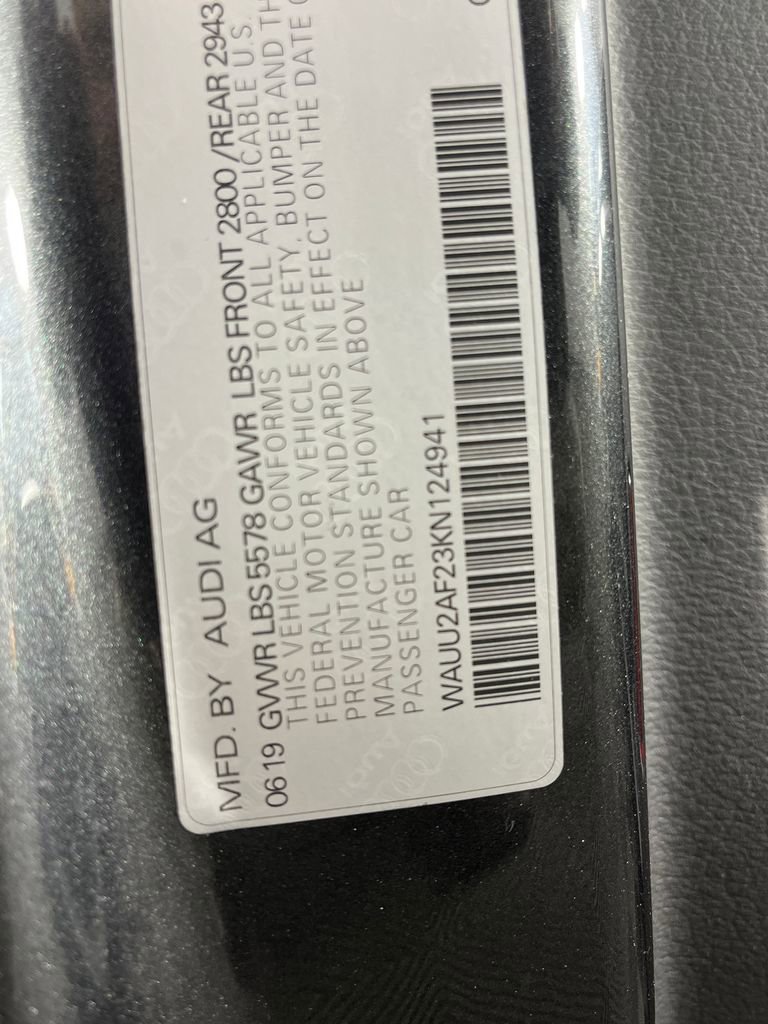 MFD. BY AUDI AG
06 19 GVWR LBS 5578 GAWR LBS FRONT 2800 /REAR 2943
THIS VEHICLE CONFORMS TO ALL APPLICABLE U.S.
FEDERAL MOTOR VEHICLE SAFETY, BUMPER AND
PREVENTION STANDARDS IN EFFECT ON THE DATE
MANUFACTURE SHOWN ABOVE
PASSENGER CAR
WAUU2AF23KN124941